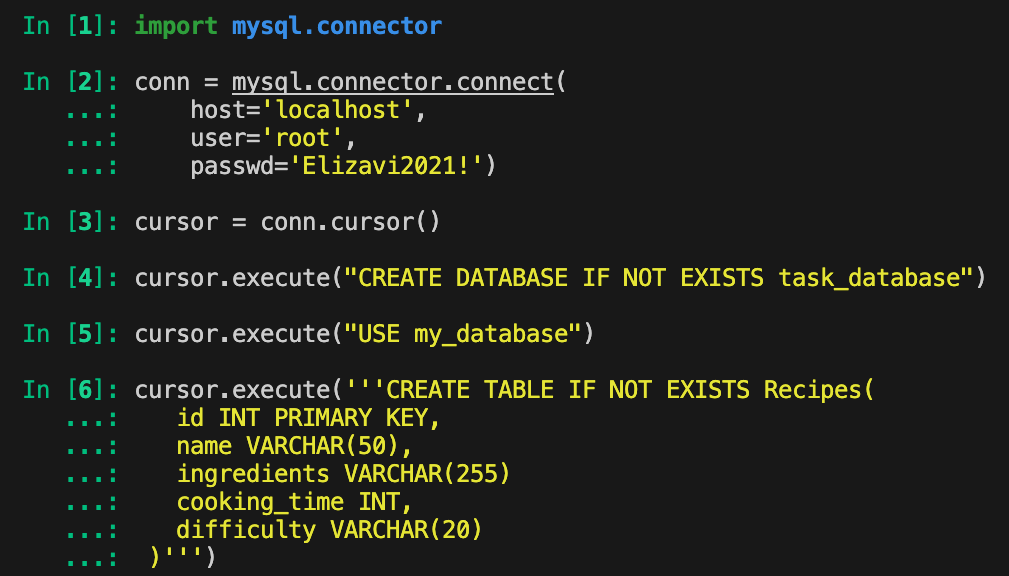 In [1]: import mysql.connector
In [2]: conn = mysql.connector.connect(
...: host='localhost',
...: user='root',
...: passwd='Elizavi2021!')
In [3]: cursor = conn.cursor()
In [4]: cursor.execute("CREATE DATABASE IF NOT EXISTS task_database")
In [5]: cursor.execute("USE my_database")
In [6]: cursor.execute('''CREATE TABLE IF NOT EXISTS Recipes(
...: id INT PRIMARY KEY,
...: name VARCHAR(50),
...: ingredients VARCHAR(255)
...: cooking_time INT,
...: difficulty VARCHAR(20)
...: )''')